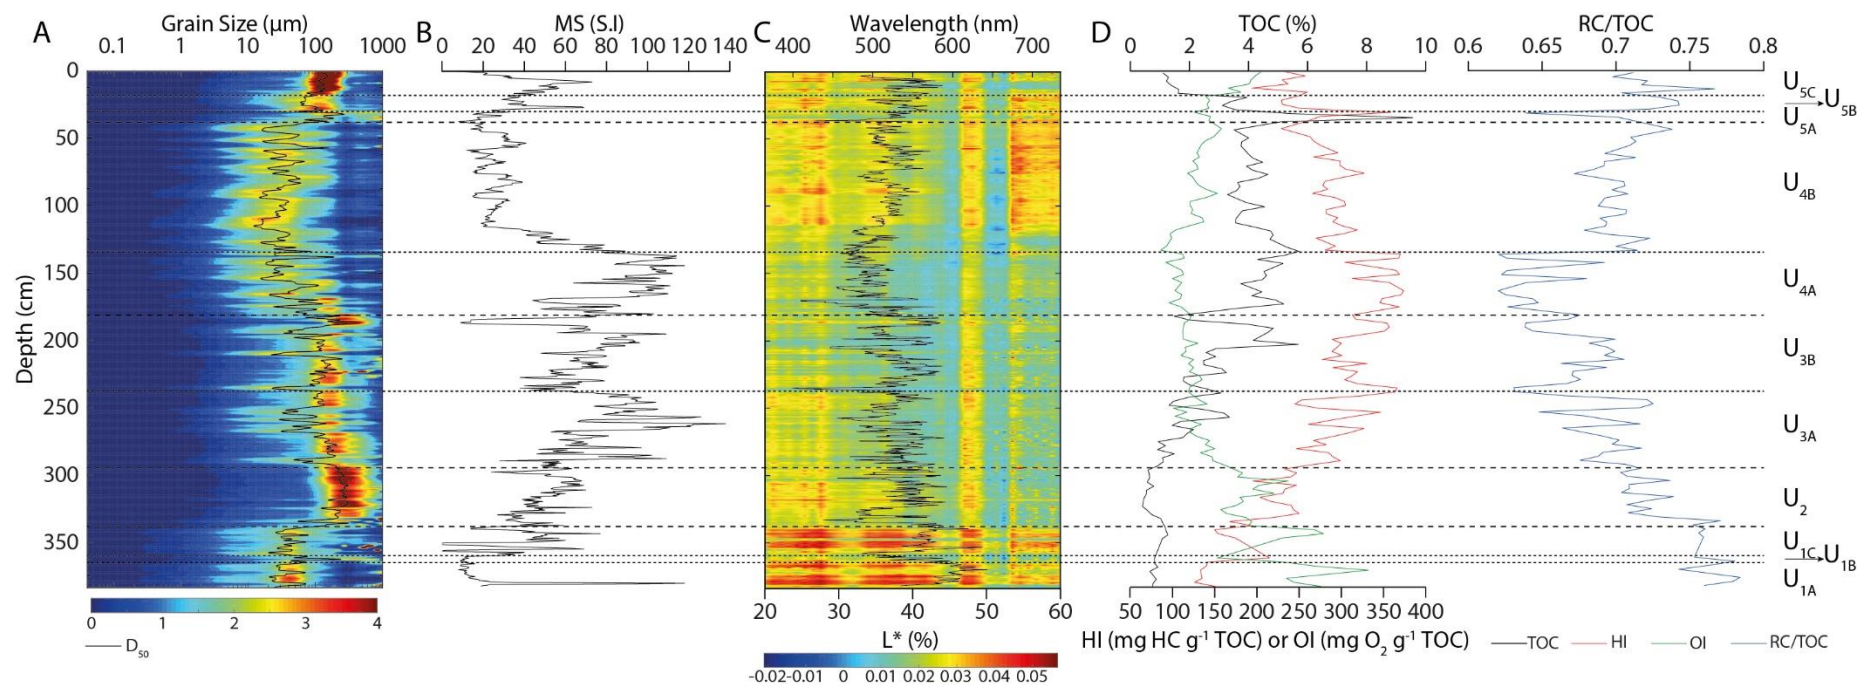 A Grain Size (µm) B MS (S.I) C Wavelength (nm) D TOC (%) RC/TOC
0.1 1 10 100 1000 0 20 40 60 80 100 120 140 400 500 600 700 0 2 4 6 8 10 0.6 0.65 0.7 0.75 0.8
0
50
100
150
200
250
300
350
Depth (cm)
U5C
U5B
U5A
U4B
U4A
U3B
U3A
U2
U1C
U1B
U1A
20 30 40 50 60 50 100 150 200 250 300 350 400
0 1 2 3 4
L* (%)
HI (mg HC g-1 TOC) or OI (mg O2 g-1 TOC)
TOC HI OI RC/TOC
D50
-0.02 -0.01 0 0.01 0.02 0.03 0.04 0.05